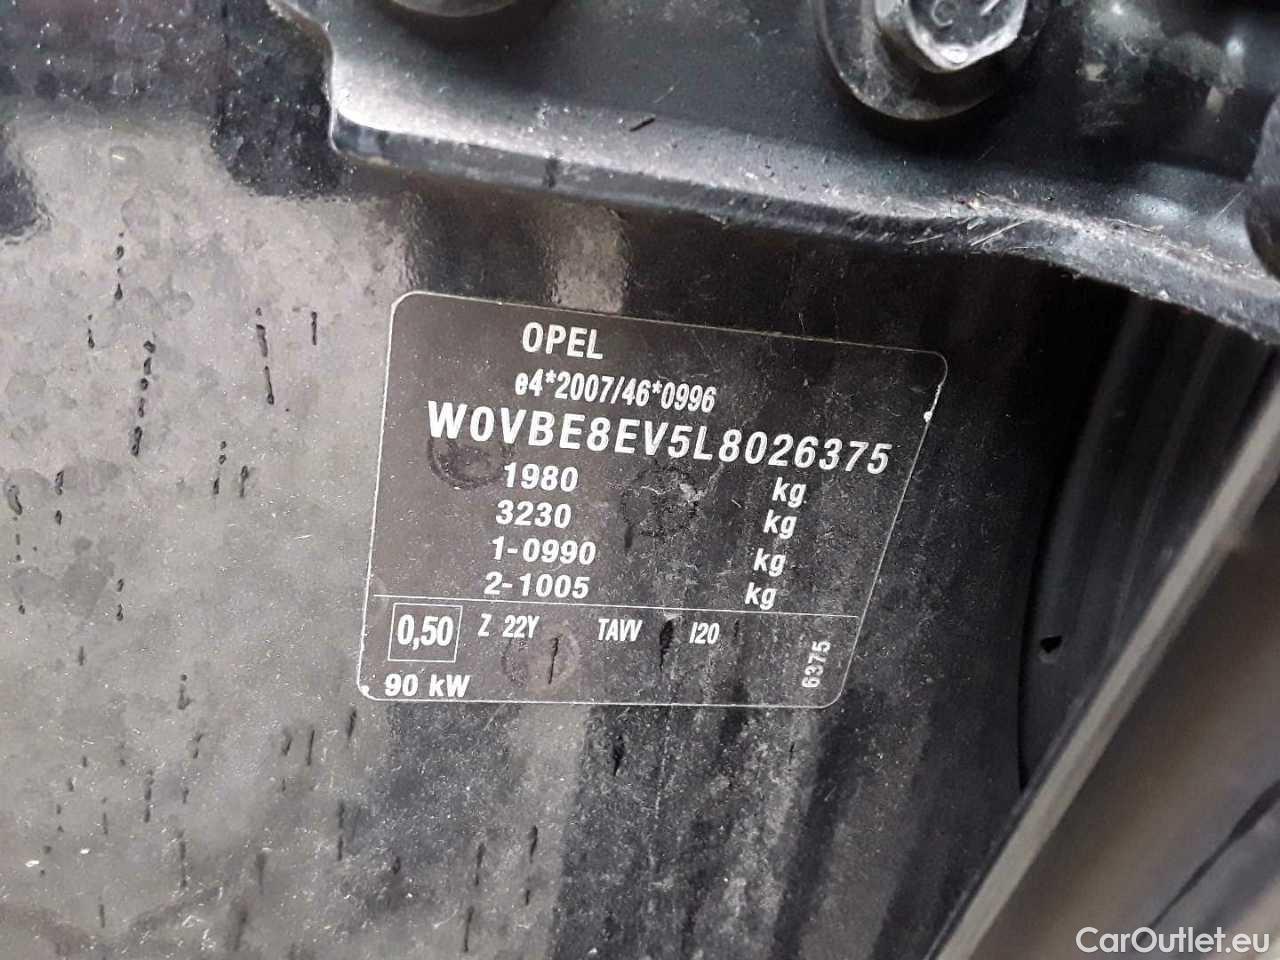 OPEL
e4*2007/46*0996
W0VBE8EV5L8026375
1980 kg
3230 kg
1-0990 kg
2-1005 kg
0,50 Z 22Y TAVV I20
6375
90 kW
CarOutlet.eu